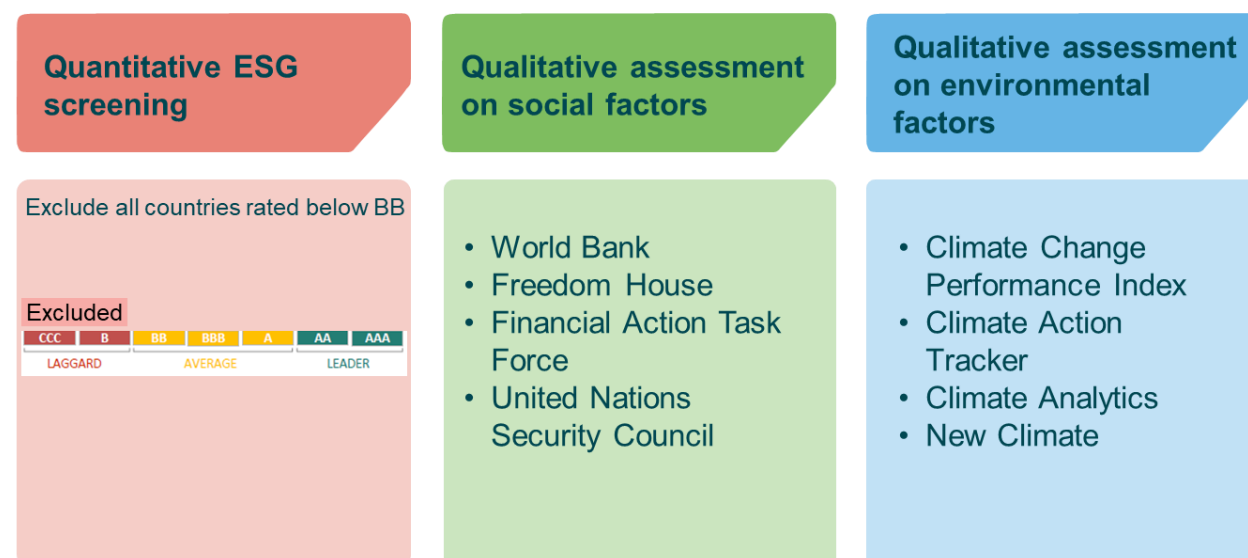 Quantitative ESG
screening
Exclude all countries rated below BB
Excluded
CCC B BB BBB A AA AAA
LAGGARD AVERAGE LEADER
Qualitative assessment
on social factors
• World Bank
• Freedom House
• Financial Action Task
Force
• United Nations
Security Council
Qualitative assessment
on environmental
factors
• Climate Change
Performance Index
• Climate Action
Tracker
• Climate Analytics
• New Climate